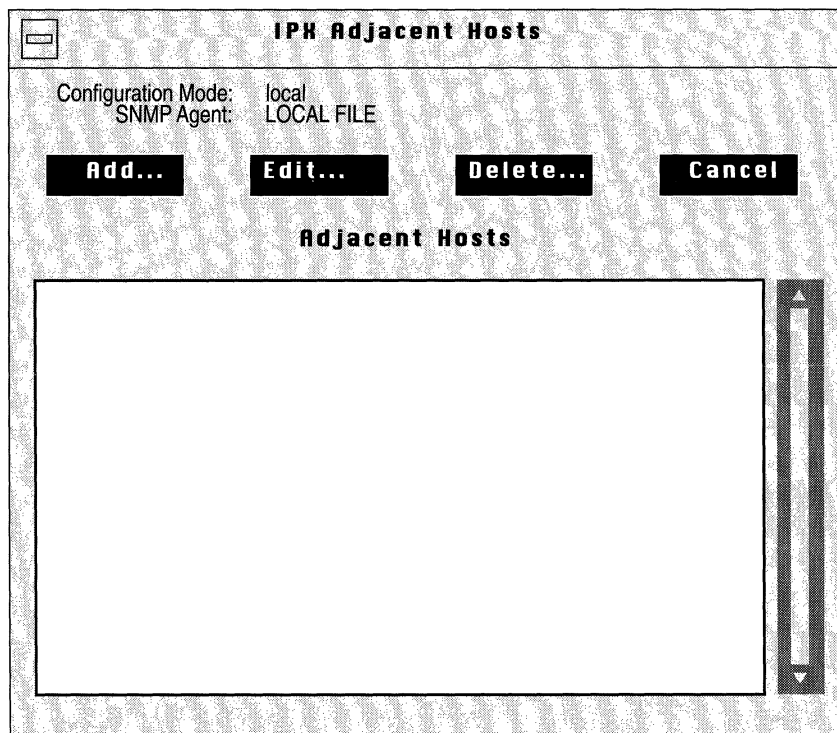 IPX Adjacent Hosts
Configuration Mode: local
SNMP Agent: LOCAL FILE
Add... Edit... Delete... Cancel
Adjacent Hosts